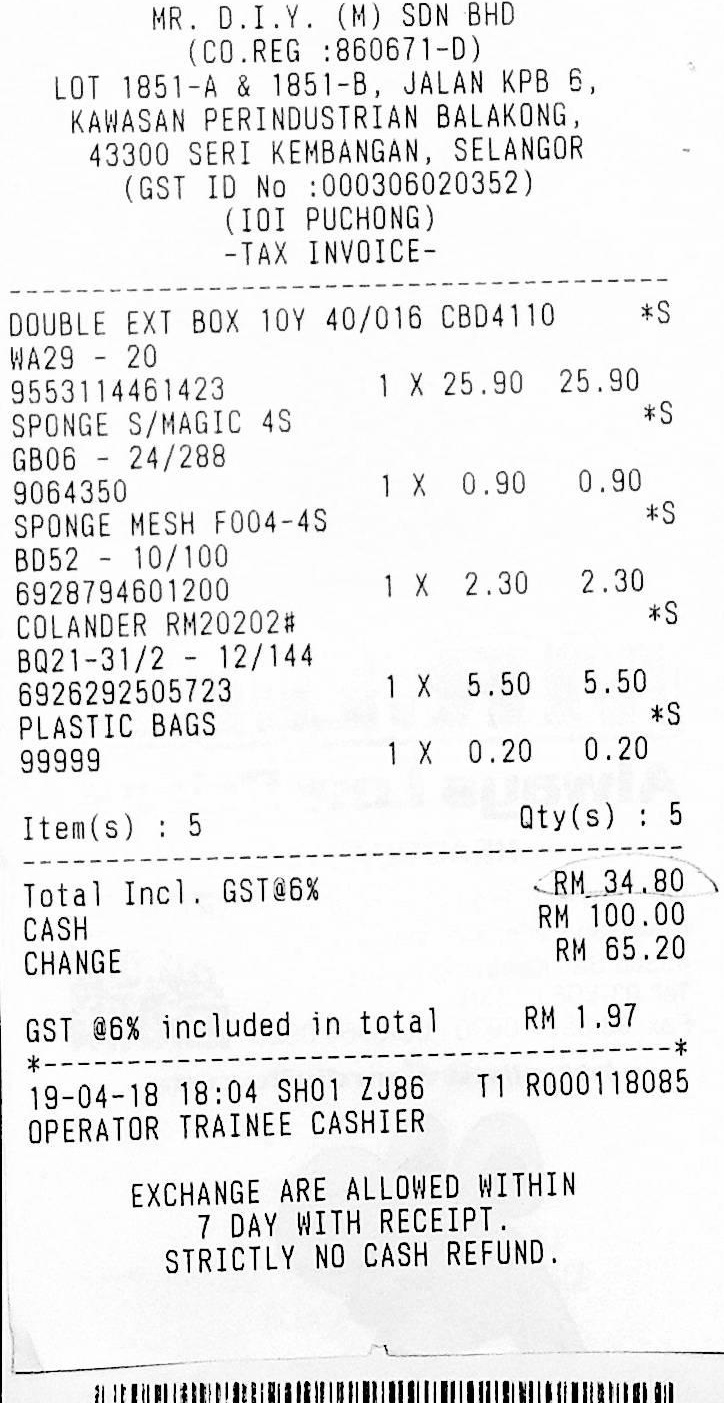 MR. D.I.Y. (M) SDN BHD
(CO.REG :860671-D)
LOT 1851-A & 1851-B, JALAN KPB 6,
KAWASAN PERINDUSTRIAN BALAKONG,
43300 SERI KEMBANGAN, SELANGOR
(GST ID No :000306020352)
(IOI PUCHONG)
-TAX INVOICE-
DOUBLE EXT BOX 10Y 40/016 CBD4110 *S
WA29 - 20
9553114461423 1 X 25.90 25.90
SPONGE S/MAGIC 4S *S
GB06 - 24/288
9064350 1 X 0.90 0.90
SPONGE MESH F004-4S *S
BD52 - 10/100
6928794601200 1 X 2.30 2.30
COLANDER RM20202# *S
BQ21-31/2 - 12/144
6926292505723 1 X 5.50 5.50
PLASTIC BAGS *S
99999 1 X 0.20 0.20
Item(s) : 5 Qty(s) : 5
Total Incl. GST@6% RM 34.80
CASH RM 100.00
CHANGE RM 65.20
GST @6% included in total RM 1.97
*--------------------------------------*
19-04-18 18:04 SH01 ZJ86 T1 R000118085
OPERATOR TRAINEE CASHIER
EXCHANGE ARE ALLOWED WITHIN
7 DAY WITH RECEIPT.
STRICTLY NO CASH REFUND.